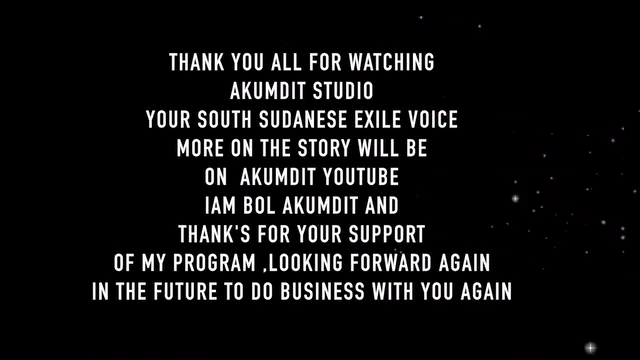 THANK YOU ALL FOR WATCHING
AKUMDIT STUDIO
YOUR SOUTH SUDANESE EXILE VOICE
MORE ON THE STORY WILL BE
ON AKUMDIT YOUTUBE
IAM BOL AKUMDIT AND
THANK'S FOR YOUR SUPPORT
OF MY PROGRAM ,LOOKING FORWARD AGAIN
IN THE FUTURE TO DO BUSINESS WITH YOU AGAIN